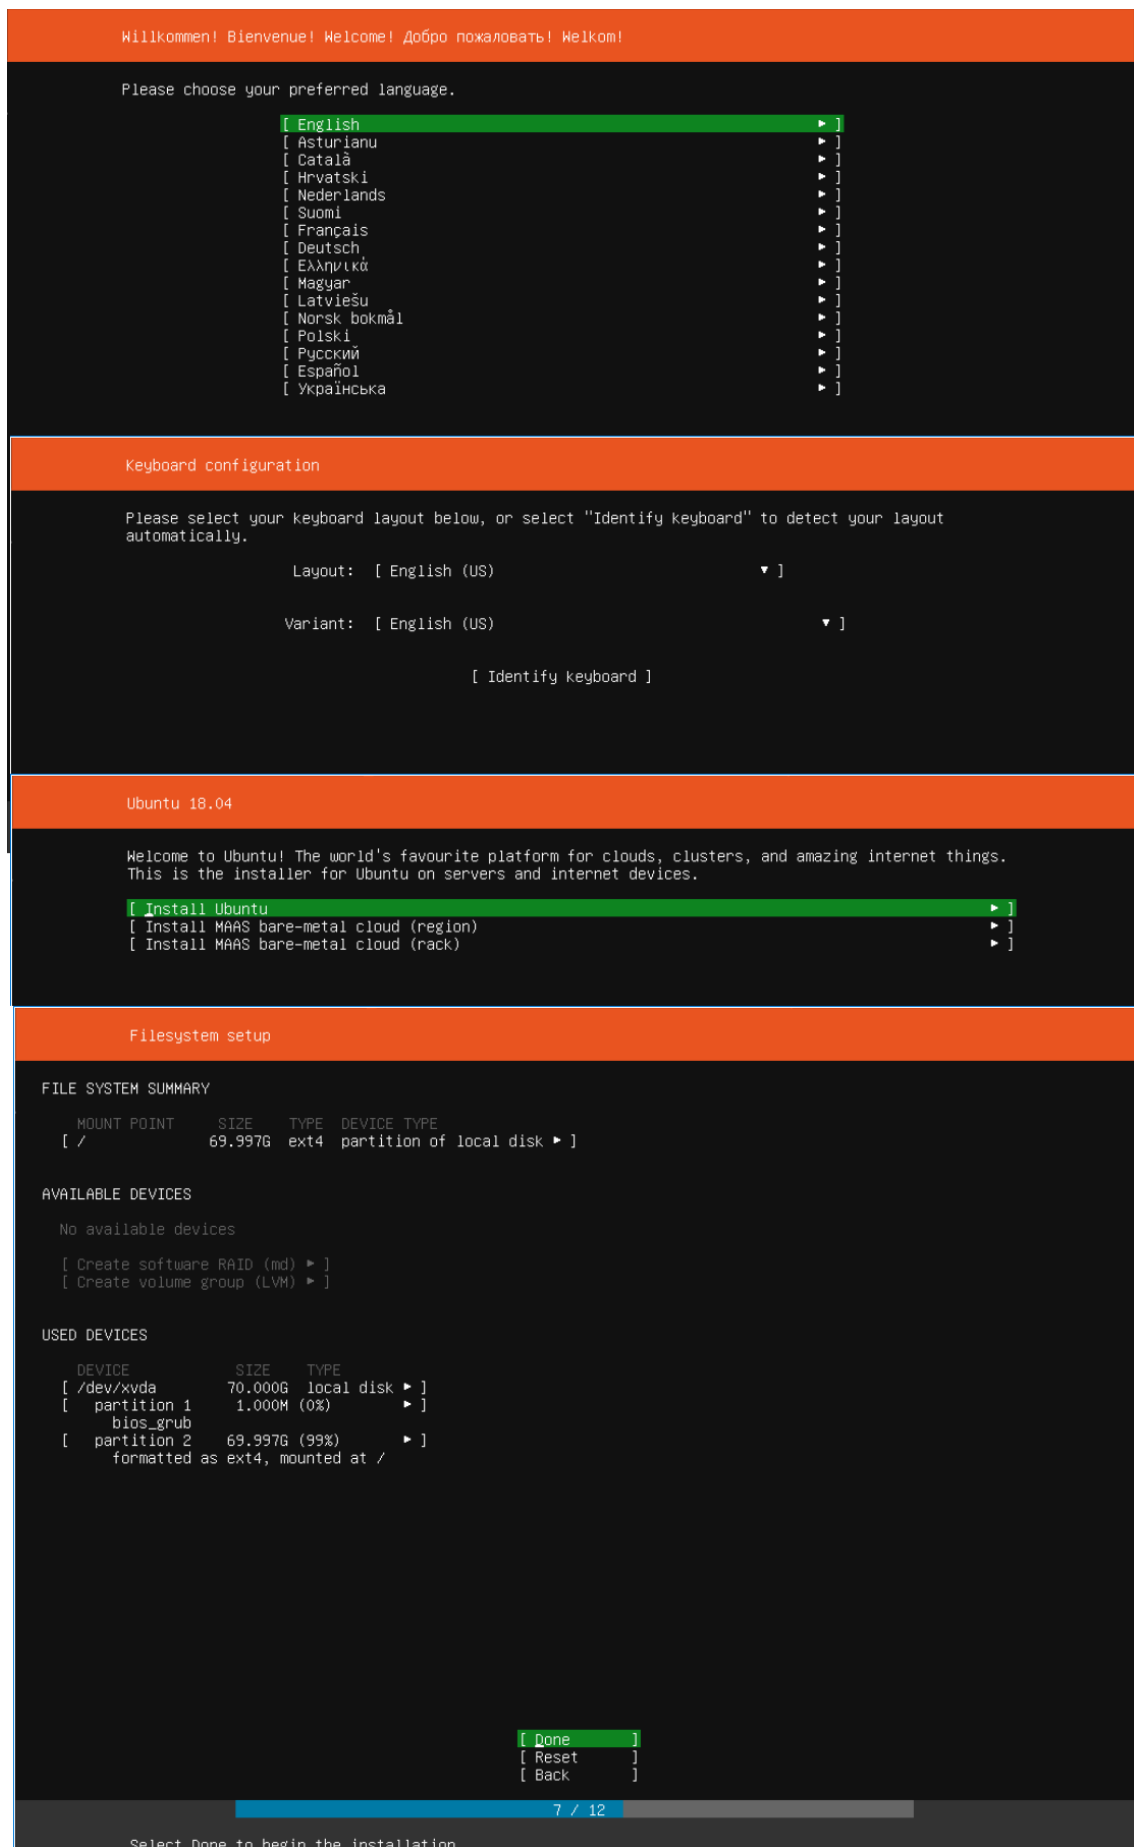 Willkommen! Bienvenue! Welcome! Добро пожаловать! Welkom!
Please choose your preferred language.
[ English ► ]
[ Asturianu ► ]
[ Català ► ]
[ Hrvatski ► ]
[ Nederlands ► ]
[ Suomi ► ]
[ Français ► ]
[ Deutsch ► ]
[ Ελληνικά ► ]
[ Magyar ► ]
[ Latviešu ► ]
[ Norsk bokmål ► ]
[ Polski ► ]
[ Русский ► ]
[ Español ► ]
[ Українська ► ]
Keyboard configuration
Please select your keyboard layout below, or select "Identify keyboard" to detect your layout
automatically.
Layout: [ English (US) ▼ ]
Variant: [ English (US) ▼ ]
[ Identify keyboard ]
Ubuntu 18.04
Welcome to Ubuntu! The world's favourite platform for clouds, clusters, and amazing internet things.
This is the installer for Ubuntu on servers and internet devices.
[ Install Ubuntu ► ]
[ Install MAAS bare-metal cloud (region) ► ]
[ Install MAAS bare-metal cloud (rack) ► ]
Filesystem setup
FILE SYSTEM SUMMARY
MOUNT POINT SIZE TYPE DEVICE TYPE
[ / 69.997G ext4 partition of local disk ► ]
AVAILABLE DEVICES
No available devices
[ Create software RAID (md) ► ]
[ Create volume group (LVM) ► ]
USED DEVICES
DEVICE SIZE TYPE
[ /dev/xvda 70.000G local disk ► ]
[ partition 1 1.000M (0%) ► ]
bios_grub
[ partition 2 69.997G (99%) ► ]
formatted as ext4, mounted at /
[ Done ]
[ Reset ]
[ Back ]
7 / 12
Select Done to begin the installation